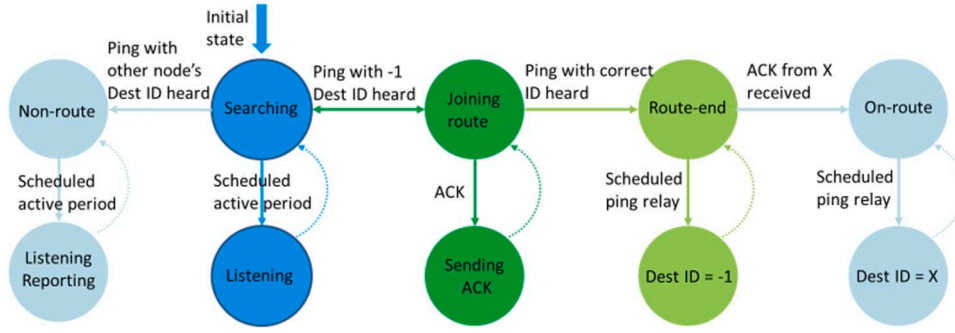 Initial
state
Ping with
other node's
Dest ID heard
Ping with -1
Dest ID heard
Ping with correct
ID heard
ACK from X
received
Non-route
Searching
Joining
route
Route-end
On-route
Scheduled
active period
Scheduled
active period
ACK
Scheduled
ping relay
Scheduled
ping relay
Listening
Reporting
Listening
Sending
ACK
Dest ID = -1
Dest ID = X